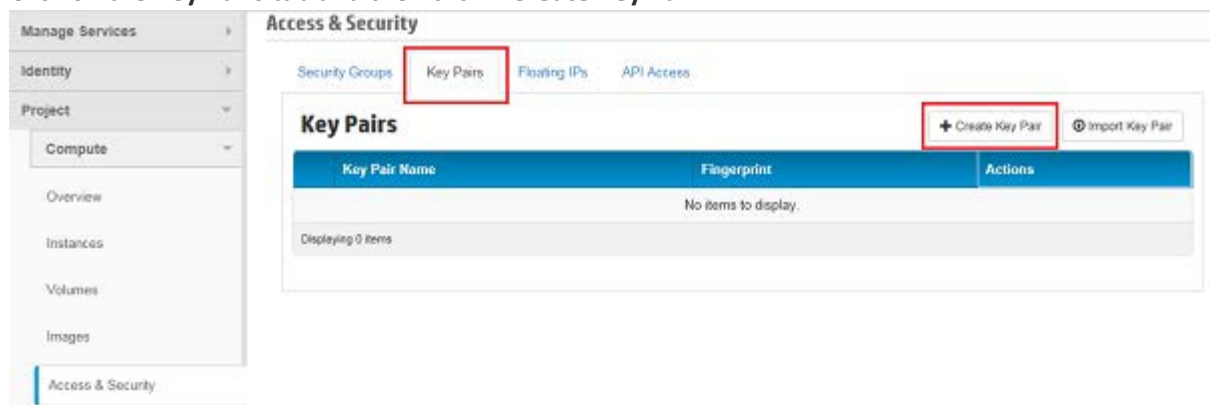 Manage Services
Identity
Project
Compute
Overview
Instances
Volumes
Images
Access & Security
Access & Security
Security Groups Key Pairs Floating IPs API Access
Key Pairs
Create Key Pair Import Key Pair
Key Pair Name Fingerprint Actions
No items to display.
Displaying 0 items